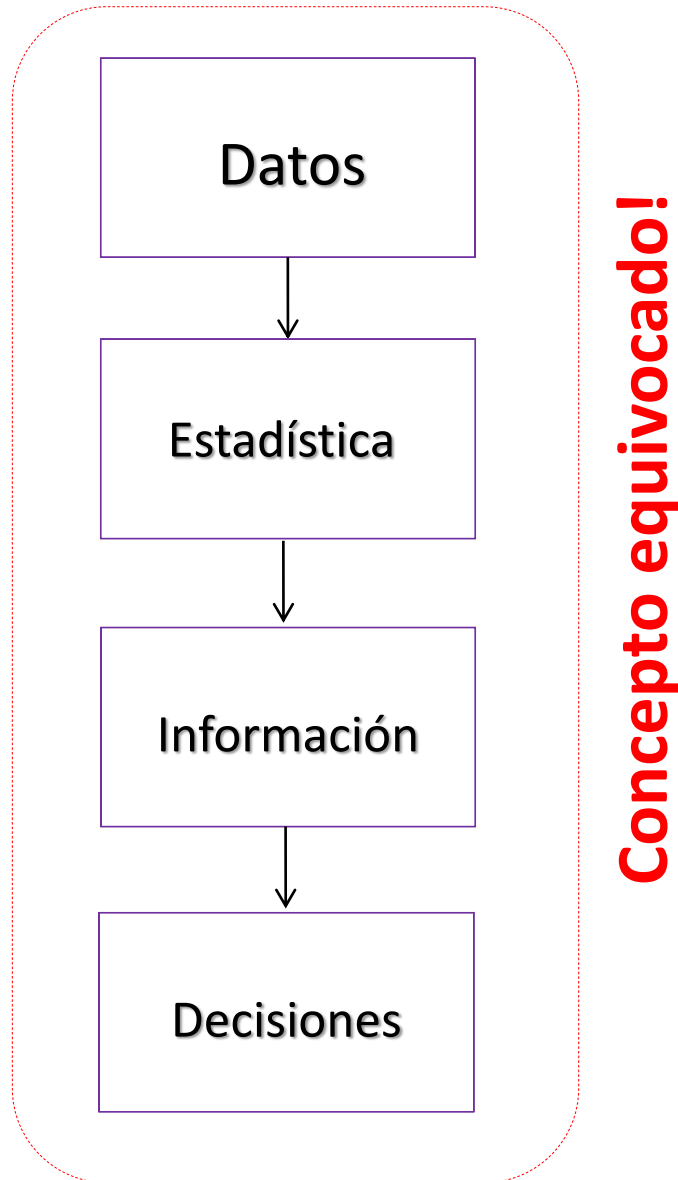 Datos
Estadística
Información
Decisiones
Concepto equivocado!